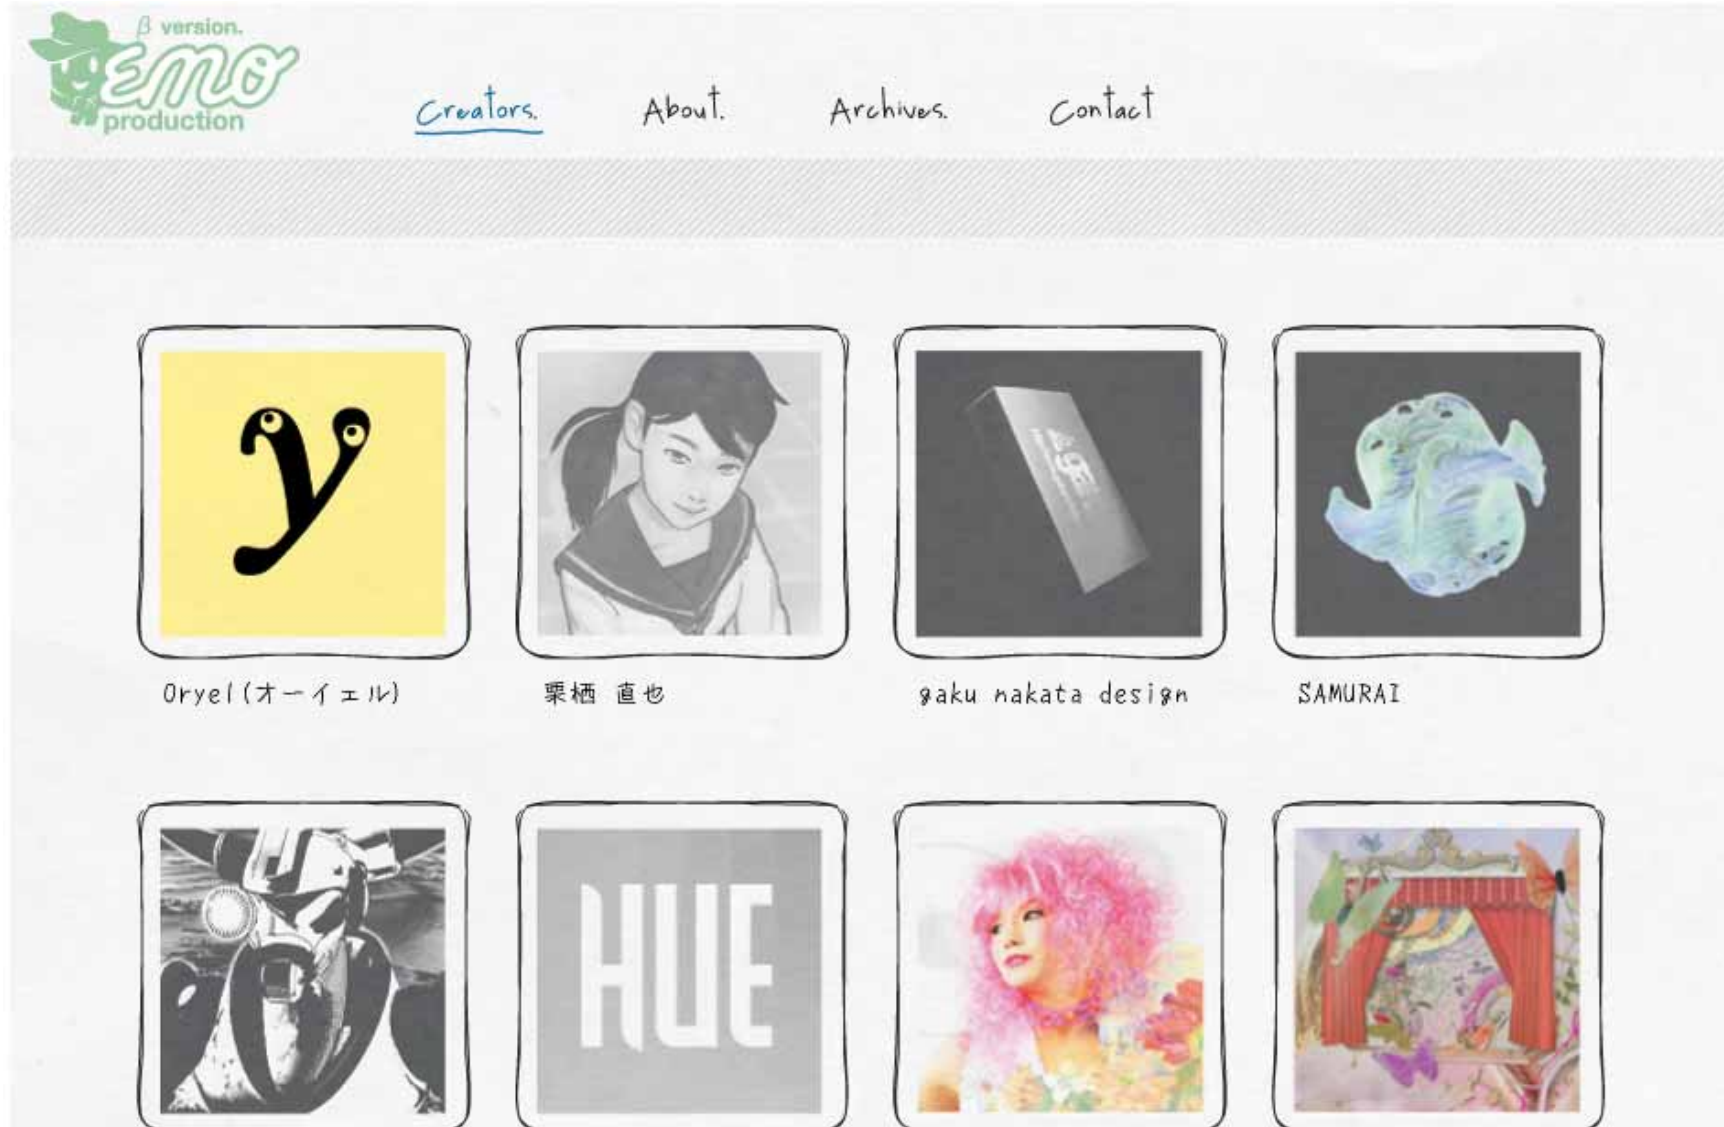 β version.
emo
production
Creators.
About.
Archives.
Contact
y
Oryel(オーイェル)
栗栖 直也
gaku nakata design
SAMURAI
HUE